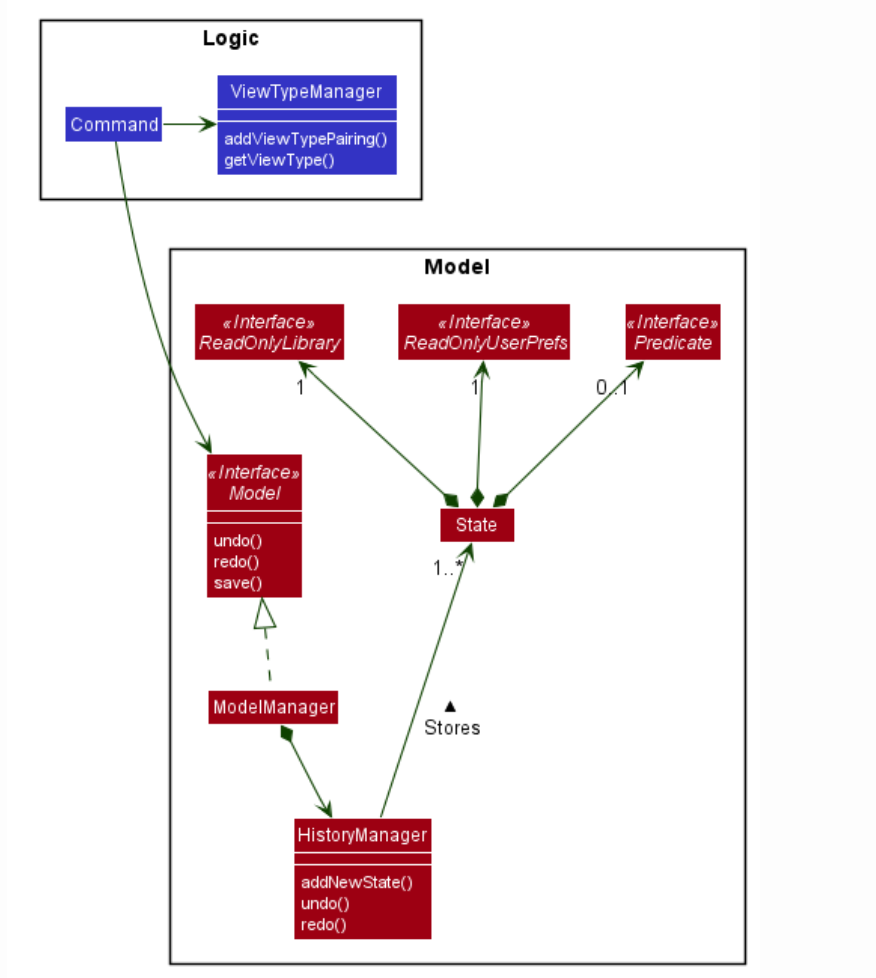 Logic
ViewTypeManager
Command
addViewTypePairing()
getViewType()
Model
«Interface»
ReadOnlyLibrary
«Interface»
ReadOnlyUserPrefs
«Interface»
Predicate
1
1
0..1
«Interface»
Model
undo()
redo()
save()
State
1..*
ModelManager
▲
Stores
HistoryManager
addNewState()
undo()
redo()